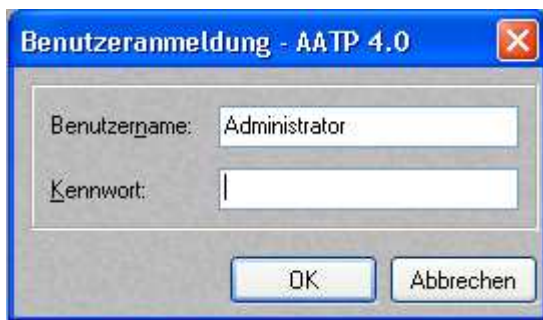 Benutzeranmeldung - AATP 4.0
Benutzername: Administrator
Kennwort:
OK Abbrechen